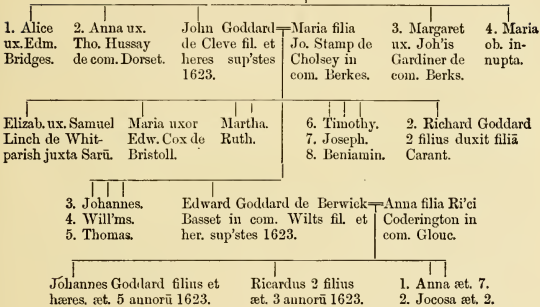 1. Alice
ux. Edm.
Bridges.
2. Anna ux.
Tho. Hussay
de com. Dorset.
John Goddard
de Cleve fil. et
heres sup'stes
1623.
Maria filia
Jo. Stamp de
Cholsey in
com. Berkes.
3. Margaret
ux. Joh'is
Gardiner de
com. Berks.
4. Maria
ob. in-
nupta.
Elizab. ux. Samuel
Linch de Whit-
parish juxta Sarū.
Maria uxor
Edw. Cox de
Bristoll.
Martha.
Ruth.
6. Timothy.
7. Joseph.
8. Beniamin.
2. Richard Goddard
2 filius duxit filiā
Carant.
3. Johannes.
4. Will'ms.
5. Thomas.
Edward Goddard de Berwick
Basset in com. Wilts fil. et
her. sup'stes 1623.
Anna filia Ri'ci
Coderington in
com. Glouc.
Johannes Goddard filius et
hæres, æt. 5 annorū 1623.
Ricardus 2 filius
æt. 3 annorū 1623.
1. Anna æt. 7.
2. Jocosa æt. 2.